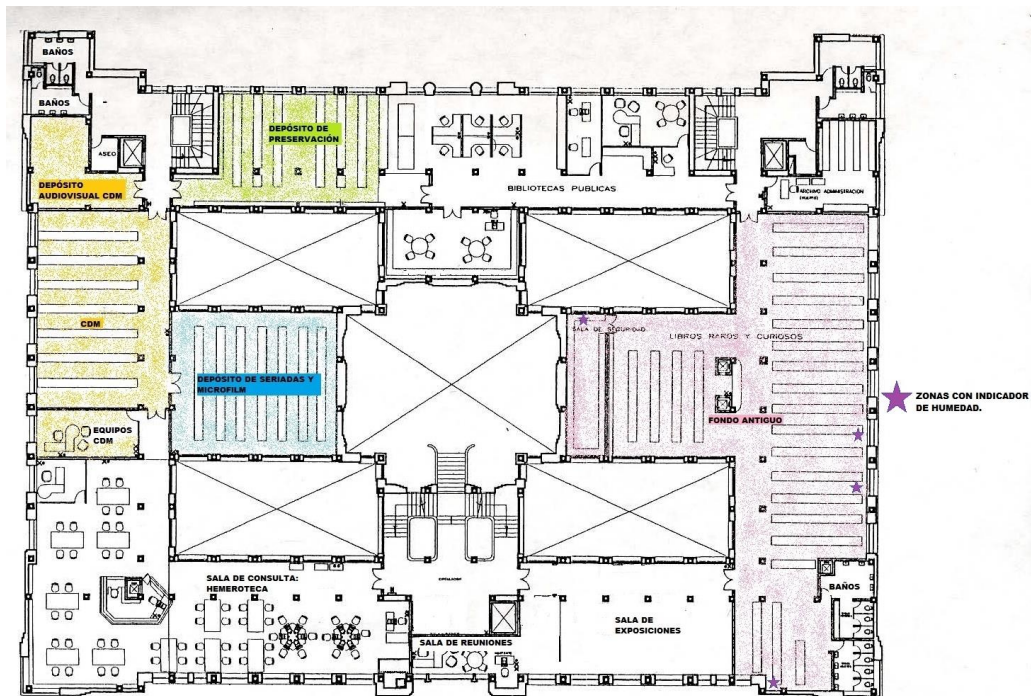 BAÑOS
BAÑOS
ASEO
DEPÓSITO
AUDIOVISUAL CDM
DEPÓSITO DE
PRESERVACIÓN
BIBLIOTECAS PUBLICAS
ARCHIVO ADMINISTRACION
CDM
DEPÓSITO DE SERIADAS Y
MICROFILM
SALA DE SEGURIDAD
LIBROS RAROS Y CURIOSOS
FONDO ANTIGUO
ZONAS CON INDICADOR
DE HUMEDAD.
EQUIPOS
CDM
SALA DE CONSULTA:
HEMEROTECA
SALA DE REUNIONES
SALA DE
EXPOSICIONES
BAÑOS